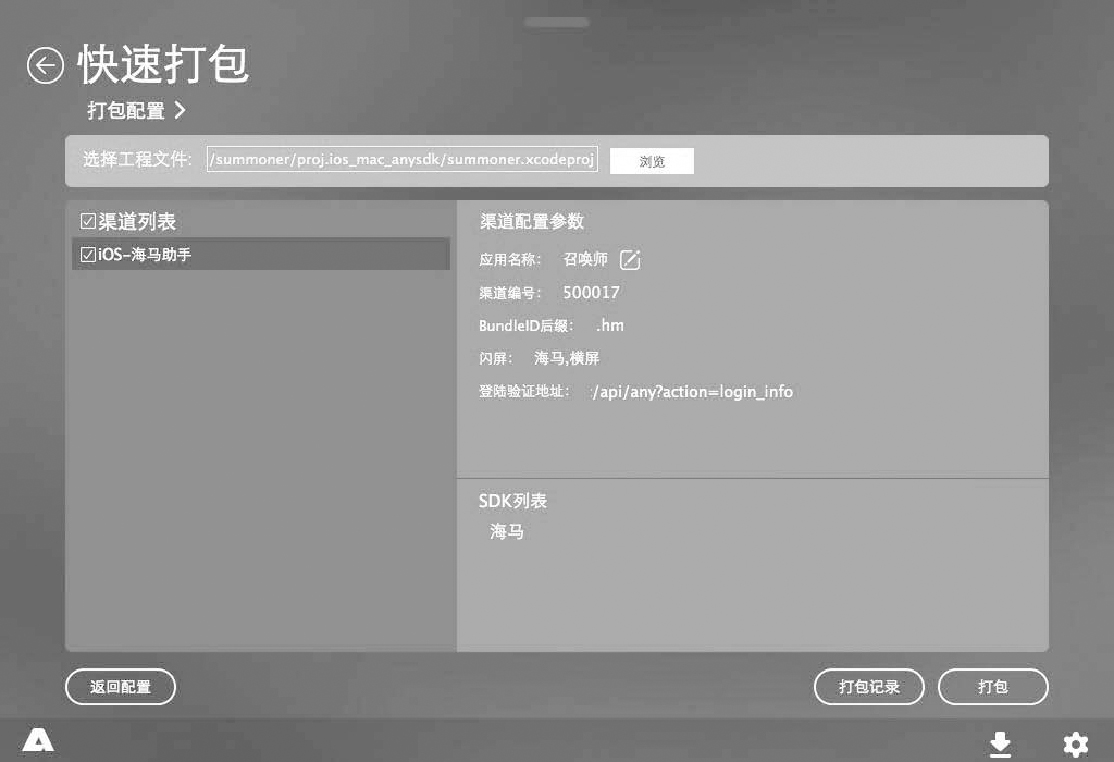 快速打包
打包配置
选择工程文件: /summoner/proj.ios_mac_anysdk/summoner.xcodeproj 浏览
渠道列表
iOS-海马助手
渠道配置参数
应用名称: 召唤师
渠道编号: 500017
BundleID后缀: .hm
闪屏: 海马,横屏
登陆验证地址: /api/any?action=login_info
SDK列表
海马
返回配置 打包记录 打包